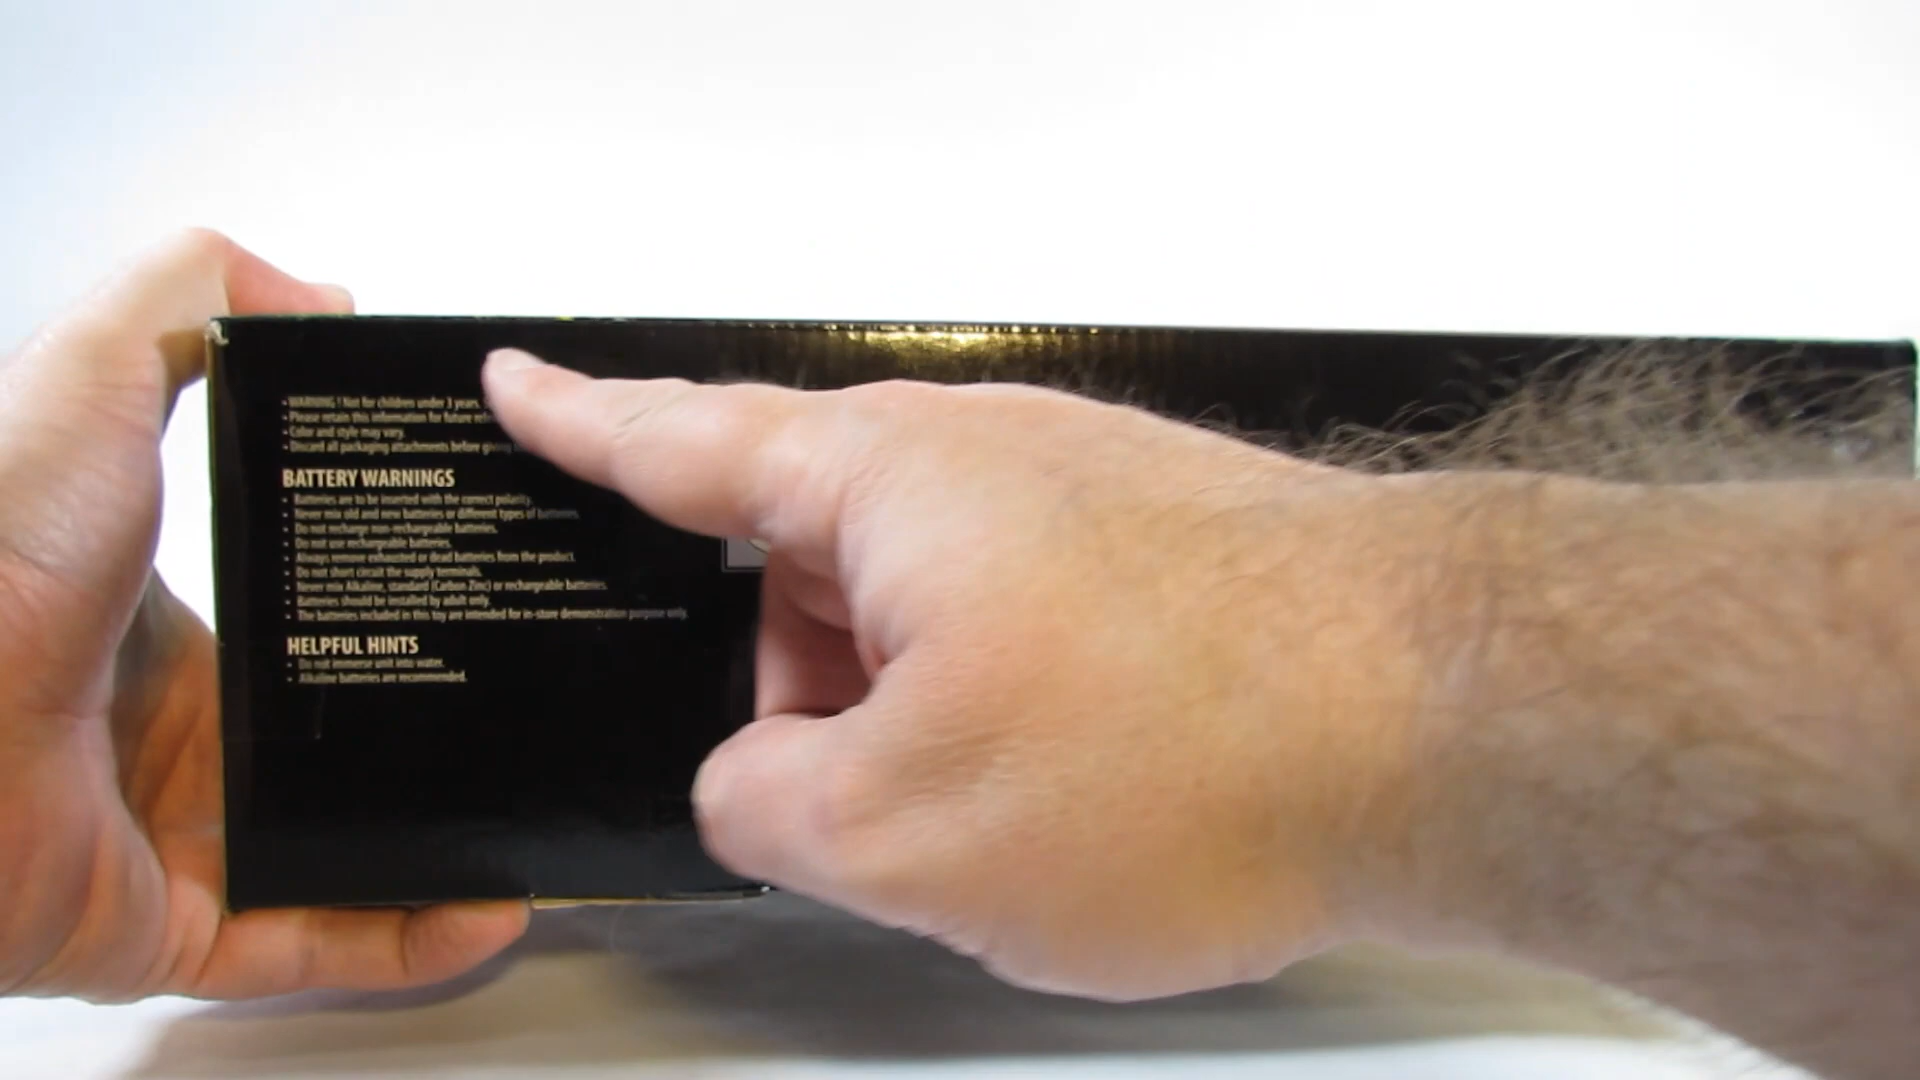 • WARNING ! Not for children under 3 years.
• Please retain this information for future
• Color and style may vary.
• Discard all packaging attachments before giving
BATTERY WARNINGS
• Batteries are to be inserted with the correct polarity.
• Never mix old and new batteries or different types of batteries.
• Do not recharge non-rechargeable batteries.
• Do not use rechargeable batteries.
• Always remove exhausted or dead batteries from the product.
• Do not short circuit the supply terminals.
• Never mix Alkaline, standard (Carbon Zinc) or rechargeable batteries.
• Batteries should be installed by adult only.
• The batteries included in this toy are intended for in-store demonstration purpose only.
HELPFUL HINTS
• Do not immerse unit into water.
• Alkaline batteries are recommended.